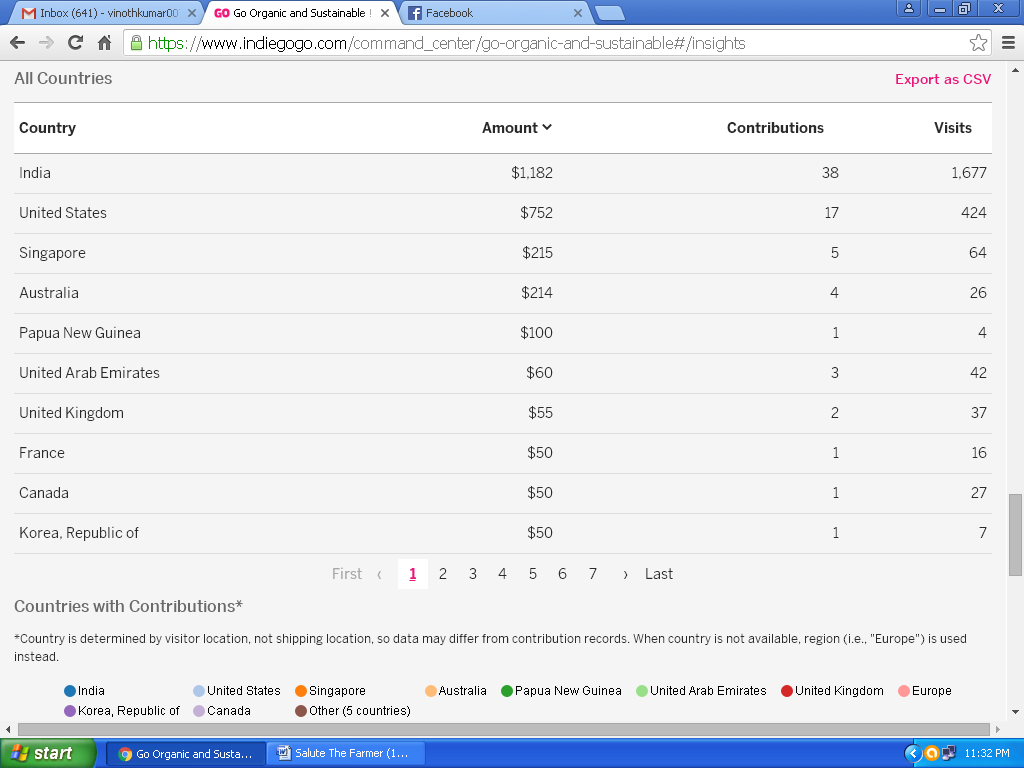 Inbox (641) - vinothkumar00
GO Go Organic and Sustainable
Facebook
https://www.indiegogo.com/command_center/go-organic-and-sustainable#/insights
All Countries Export as CSV
Country Amount Contributions Visits
India $1,182 38 1,677
United States $752 17 424
Singapore $215 5 64
Australia $214 4 26
Papua New Guinea $100 1 4
United Arab Emirates $60 3 42
United Kingdom $55 2 37
France $50 1 16
Canada $50 1 27
Korea, Republic of $50 1 7
First ‹ 1 2 3 4 5 6 7 › Last
Countries with Contributions*
*Country is determined by visitor location, not shipping location, so data may differ from contribution records. When country is not available, region (i.e., "Europe") is used
instead.
India United States Singapore Australia Papua New Guinea United Arab Emirates United Kingdom Europe
Korea, Republic of Canada Other (5 countries)
start Go Organic and Susta... Salute The Farmer (1... 11:32 PM